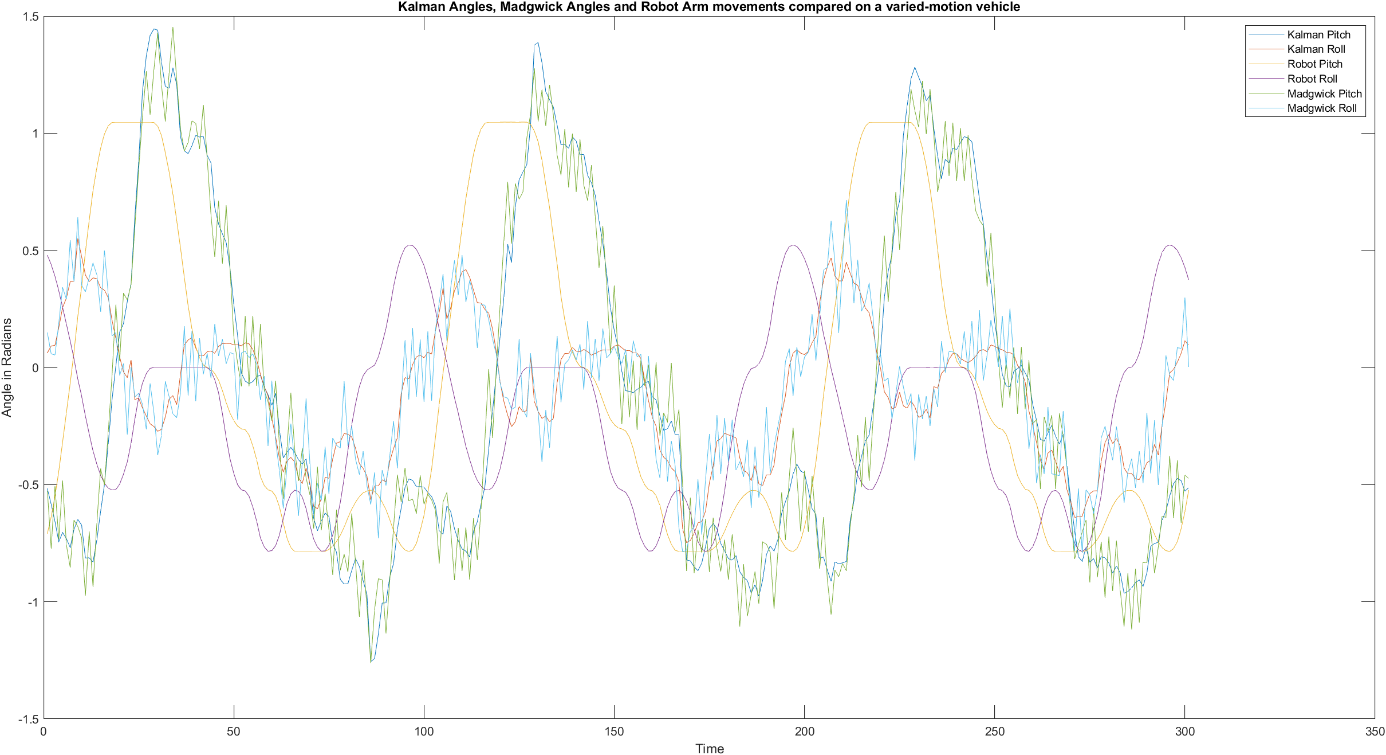 Kalman Angles, Madgwick Angles and Robot Arm movements compared on a varied-motion vehicle
Kalman Pitch
Kalman Roll
Robot Pitch
Robot Roll
Madgwick Pitch
Madgwick Roll
Angle in Radians
1.5
1
0.5
0
-0.5
-1
-1.5
0 50 100 150 200 250 300 350
Time